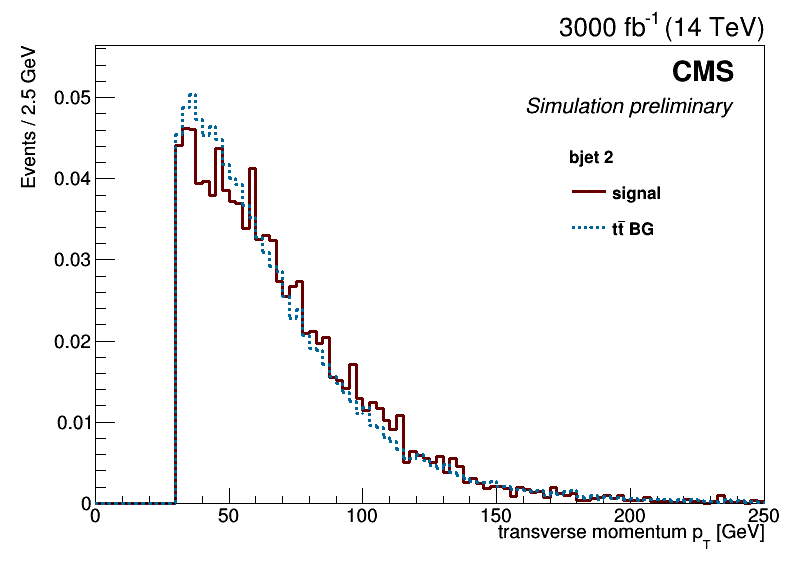 3000 fb⁻¹ (14 TeV)
Events / 2.5 GeV
CMS
Simulation preliminary
bjet 2
signal
tt̄ BG
0.05
0.04
0.03
0.02
0.01
0
0 50 100 150 200 250
transverse momentum p_T [GeV]